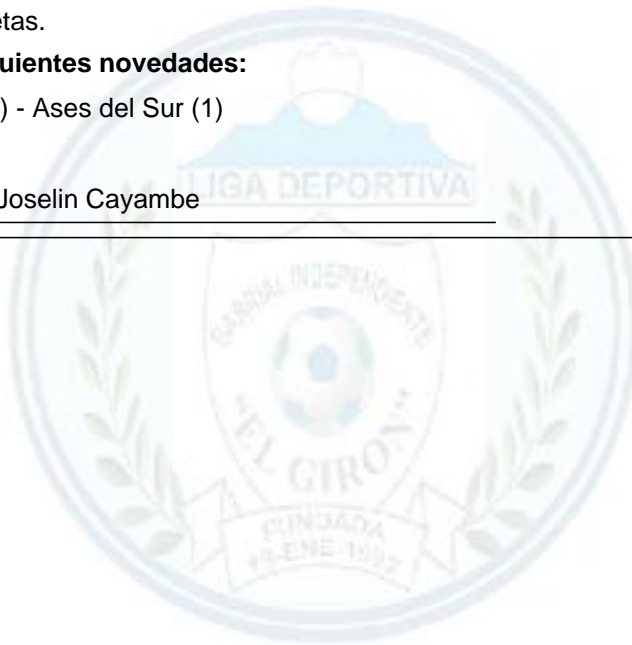 etas.
uientes novedades:
) - Ases del Sur (1)
Joselin Cayambe
LIGA DEPORTIVA
BARRIAL INDEPENDIENTE
"EL GIRON"
FUNDADA